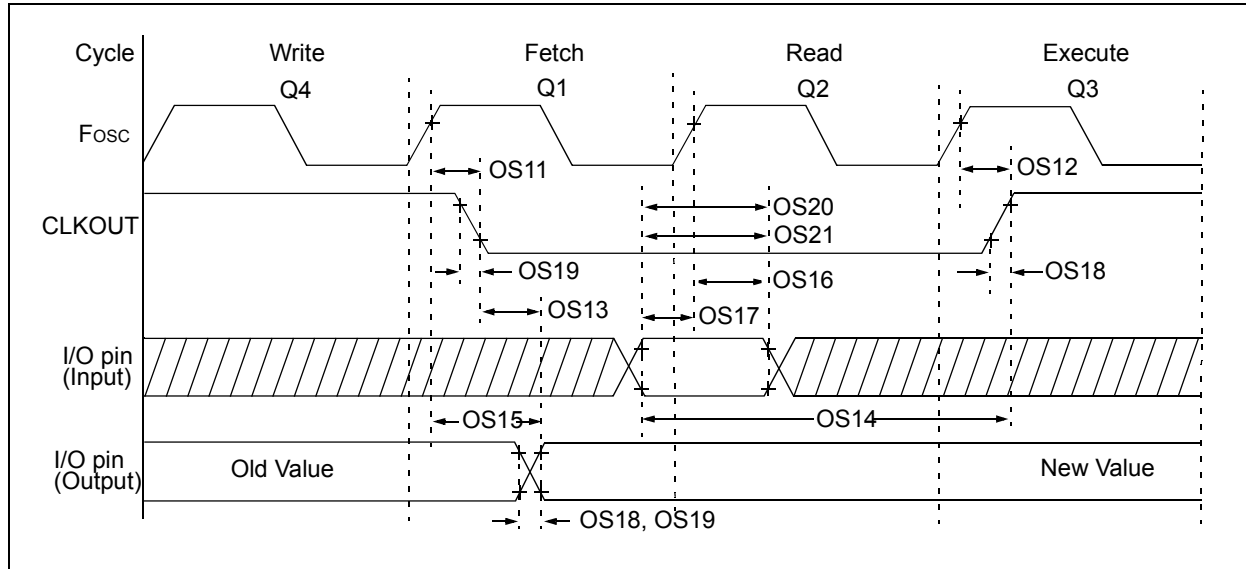 Cycle Write Fetch Read Execute
Q4 Q1 Q2 Q3
Fosc
OS11 OS12
CLKOUT
OS20
OS21
OS19 OS16 OS18
OS13 OS17
I/O pin
(Input)
OS15 OS14
I/O pin
(Output)
Old Value New Value
OS18, OS19